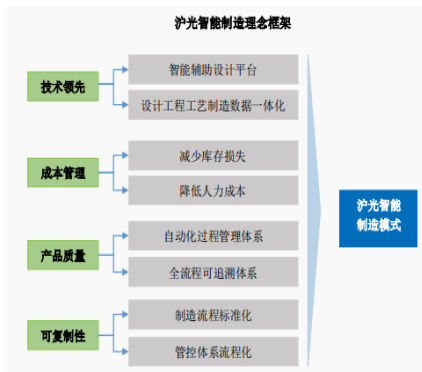 沪光智能制造理念框架
技术领先
智能辅助设计平台
设计工程工艺制造数据一体化
成本管理
减少库存损失
降低人力成本
产品质量
自动化过程管理体系
全流程可追溯体系
可复制性
制造流程标准化
管控体系流程化
沪光智能
制造模式